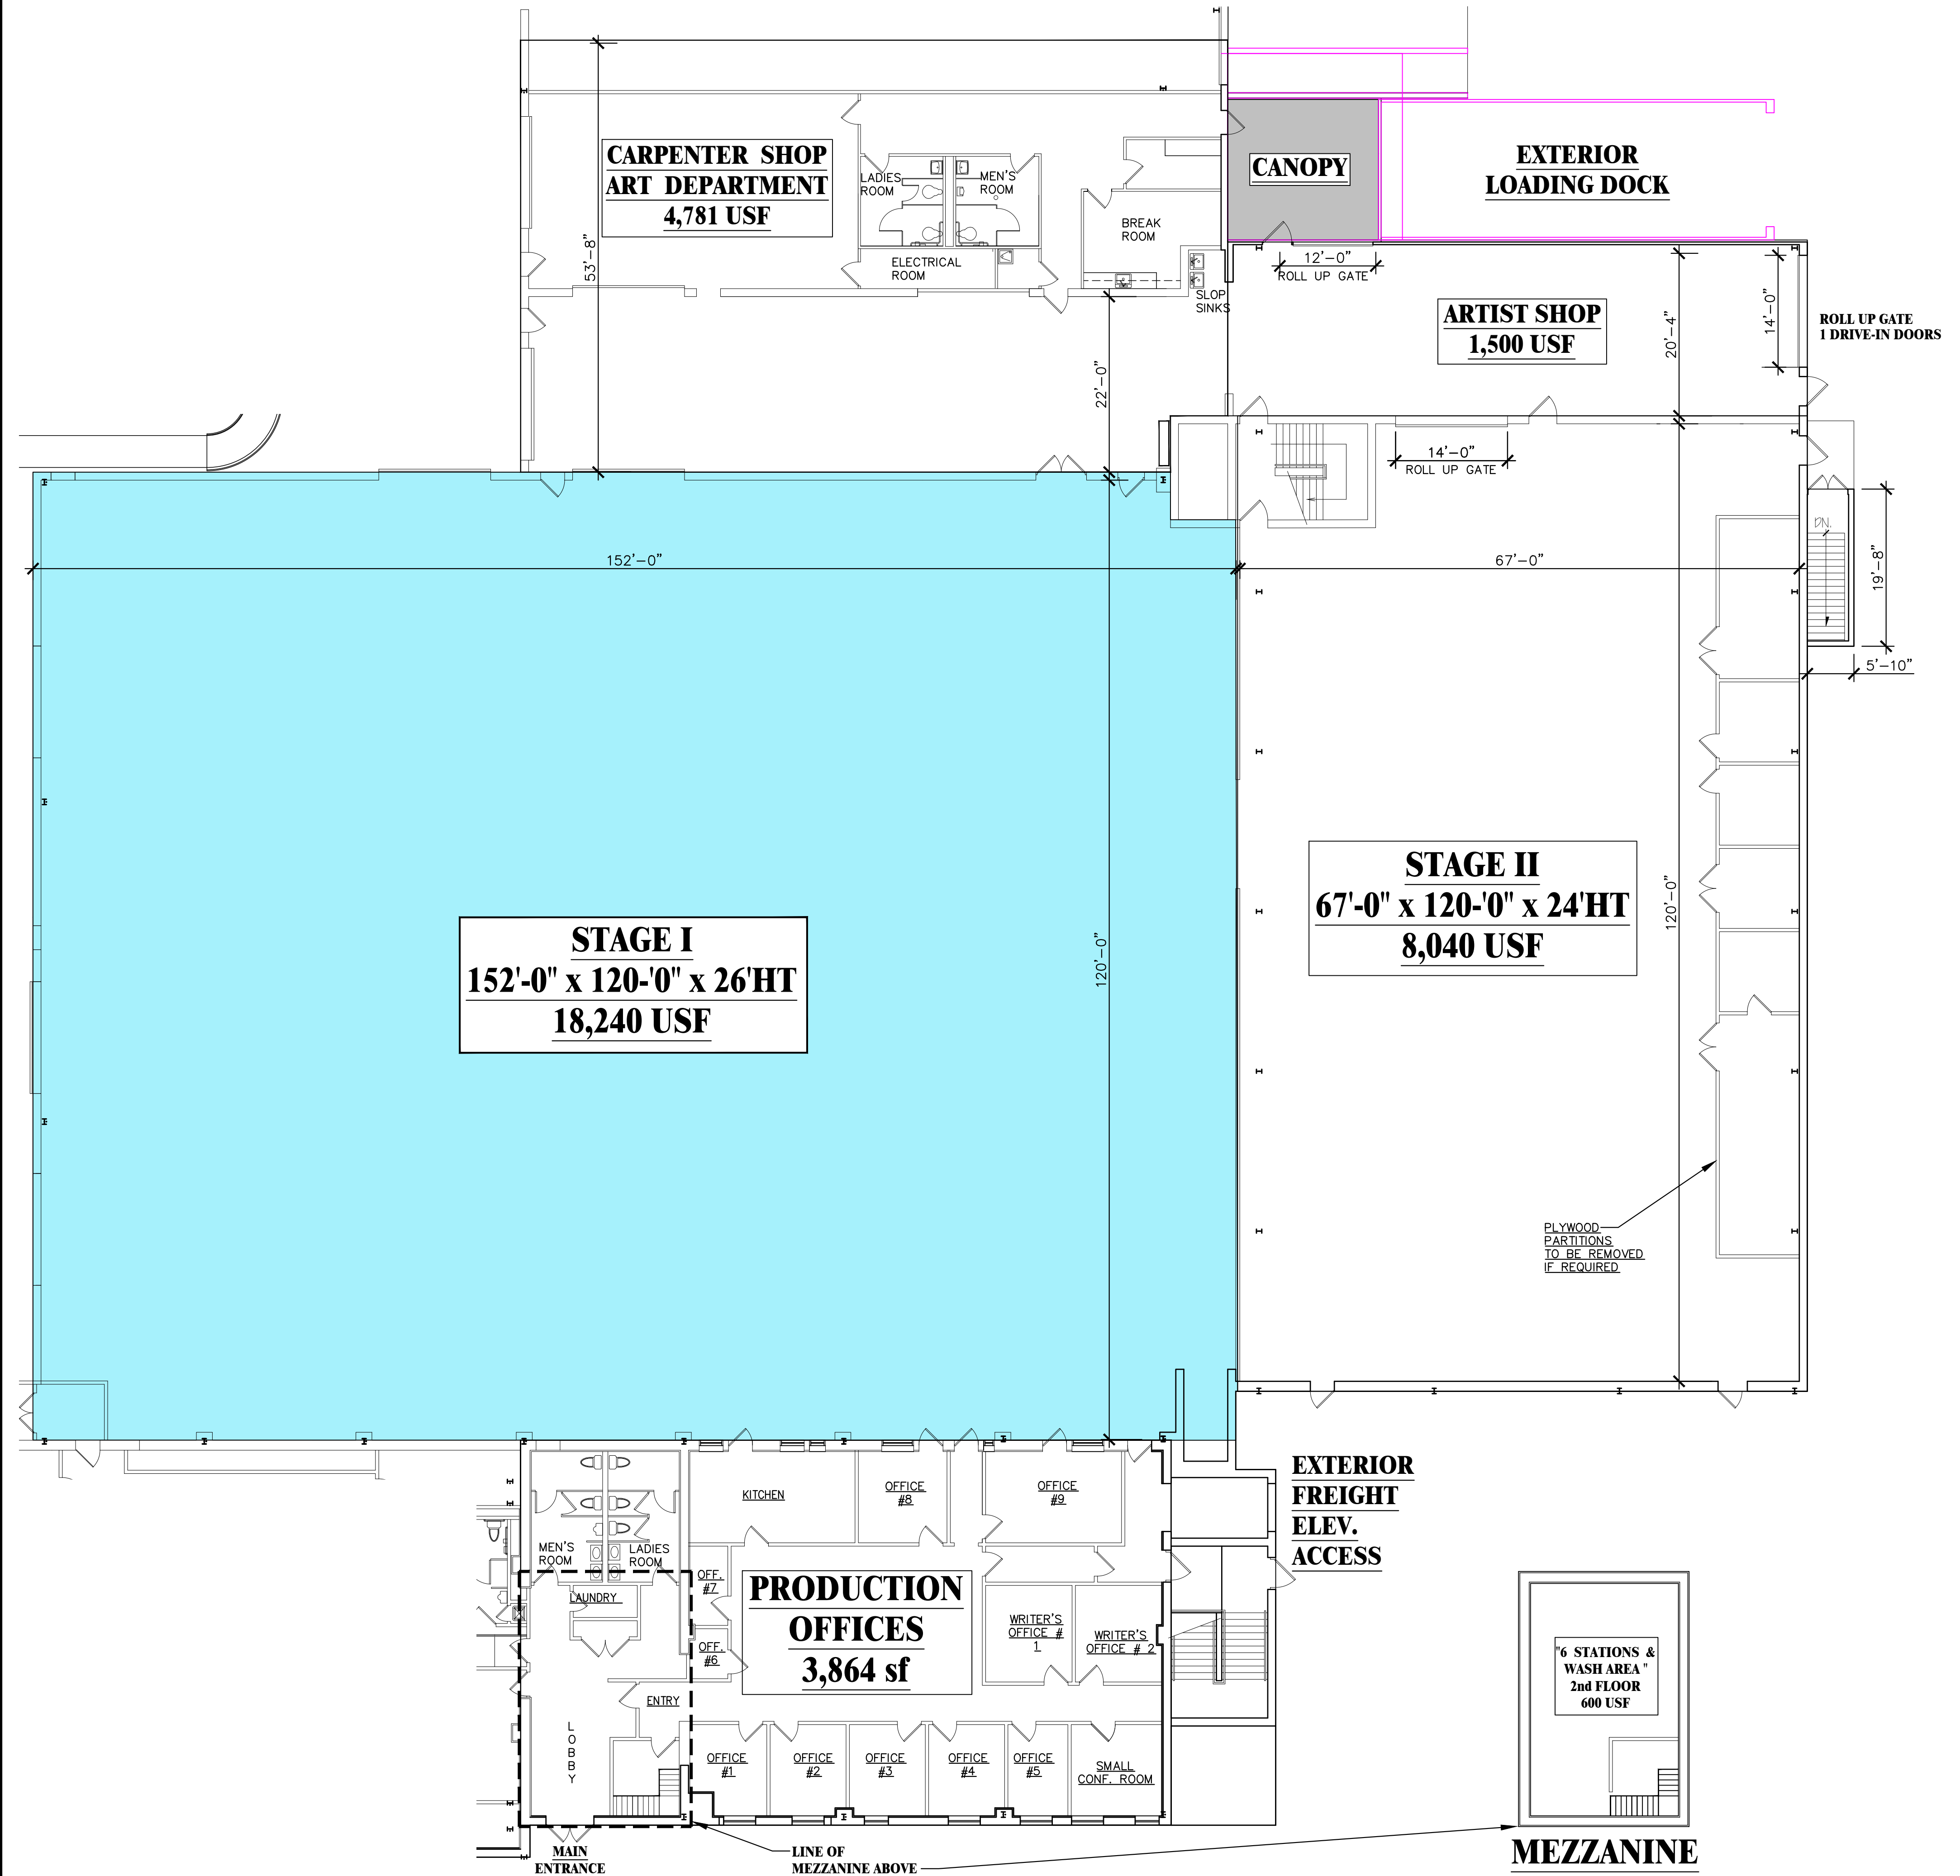 CARPENTER SHOP
ART DEPARTMENT
4,781 USF
53'-8"
LADIES
ROOM
MEN'S
ROOM
ELECTRICAL
ROOM
BREAK
ROOM
SLOP
SINKS
22'-0"
CANOPY
EXTERIOR
LOADING DOCK
12'-0"
ROLL UP GATE
ARTIST SHOP
1,500 USF
20'-4"
14'-0"
ROLL UP GATE
1 DRIVE-IN DOORS
14'-0"
ROLL UP GATE
152'-0"
67'-0"
DN.
19'-8"
5'-10"
STAGE I
152'-0" x 120-'0" x 26'HT
18,240 USF
120'-0"
STAGE II
67'-0" x 120-'0" x 24'HT
8,040 USF
120'-0"
PLYWOOD
PARTITIONS
TO BE REMOVED
IF REQUIRED
EXTERIOR
FREIGHT
ELEV.
ACCESS
KITCHEN
OFFICE
#8
OFFICE
#9
MEN'S
ROOM
LADIES
ROOM
LAUNDRY
OFF.
#7
OFF.
#6
PRODUCTION
OFFICES
3,864 sf
WRITER'S
OFFICE #
1
WRITER'S
OFFICE # 2
ENTRY
LOBBY
OFFICE
#1
OFFICE
#2
OFFICE
#3
OFFICE
#4
OFFICE
#5
SMALL
CONF. ROOM
MAIN
ENTRANCE
LINE OF
MEZZANINE ABOVE
"6 STATIONS &
WASH AREA "
2nd FLOOR
600 USF
MEZZANINE